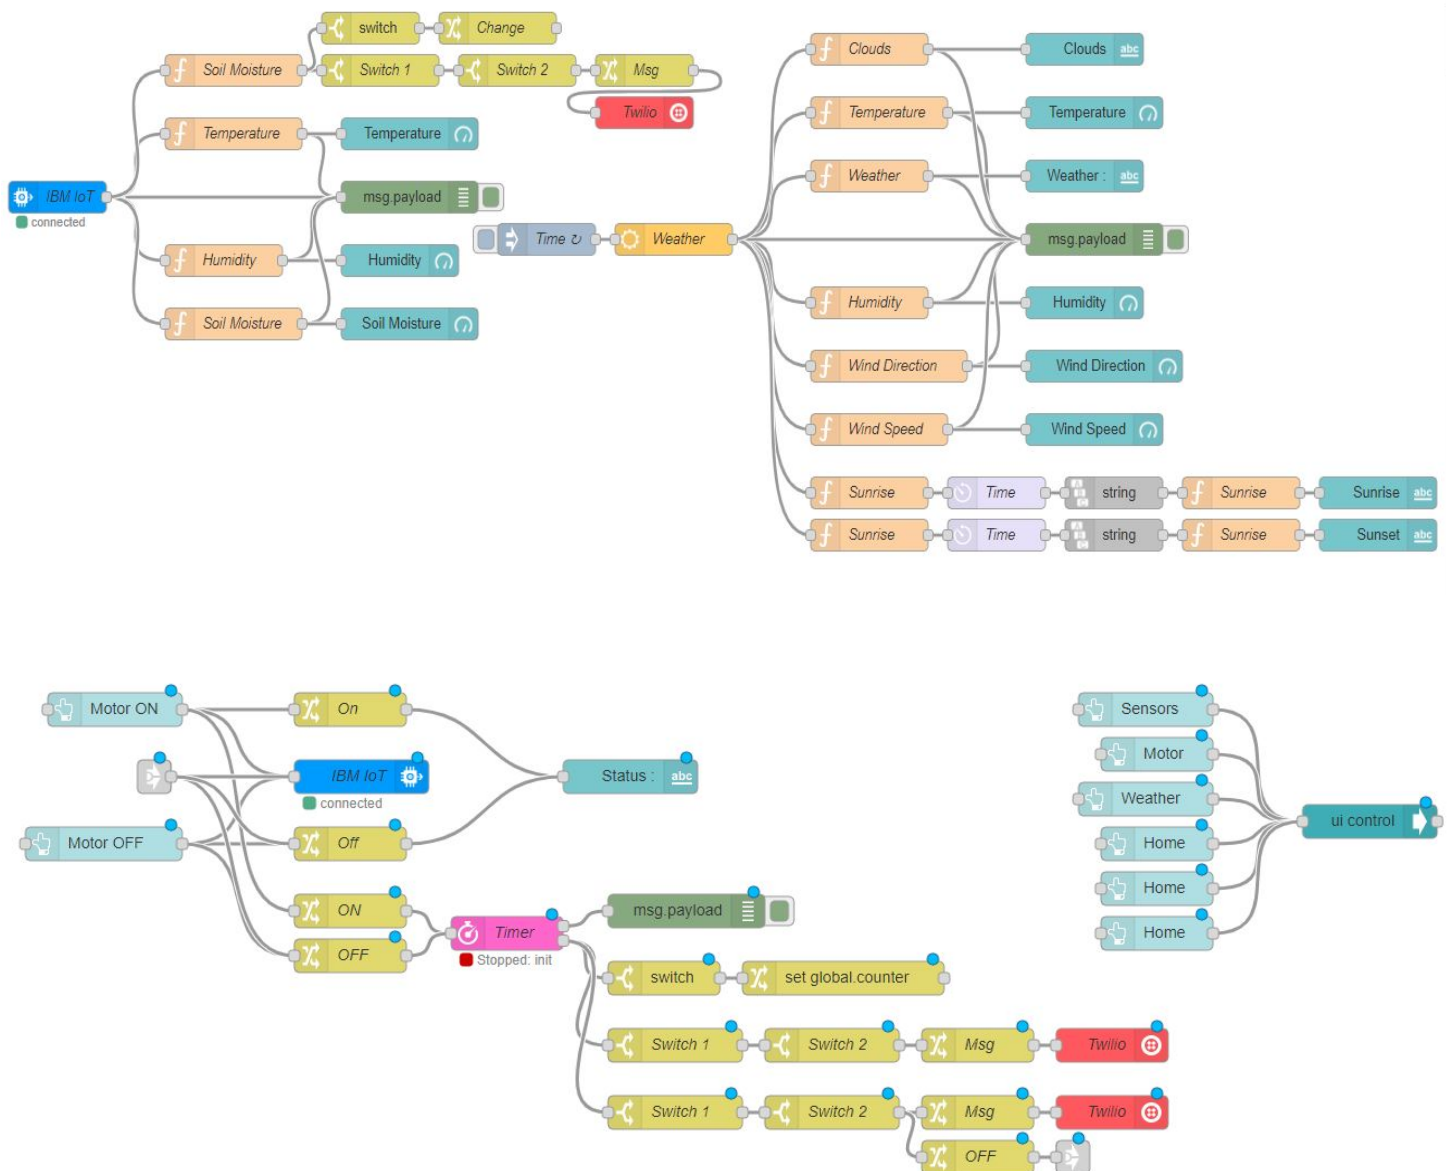 switch
Change
Soil Moisture
Switch 1
Switch 2
Msg
Twilio
Temperature
Temperature
IBM IoT
connected
msg.payload
Humidity
Humidity
Soil Moisture
Soil Moisture
Time ↻
Weather
Clouds
Clouds abc
Temperature
Temperature
Weather
Weather : abc
msg.payload
Humidity
Humidity
Wind Direction
Wind Direction
Wind Speed
Wind Speed
Sunrise
Time
string
Sunrise
Sunrise abc
Sunrise
Time
string
Sunrise
Sunset abc
Motor ON
On
IBM IoT
connected
Status : abc
Motor OFF
Off
ON
OFF
Timer
Stopped: init
msg.payload
switch
set global.counter
Switch 1
Switch 2
Msg
Twilio
Switch 1
Switch 2
Msg
Twilio
OFF
Sensors
Motor
Weather
Home
Home
Home
ui control